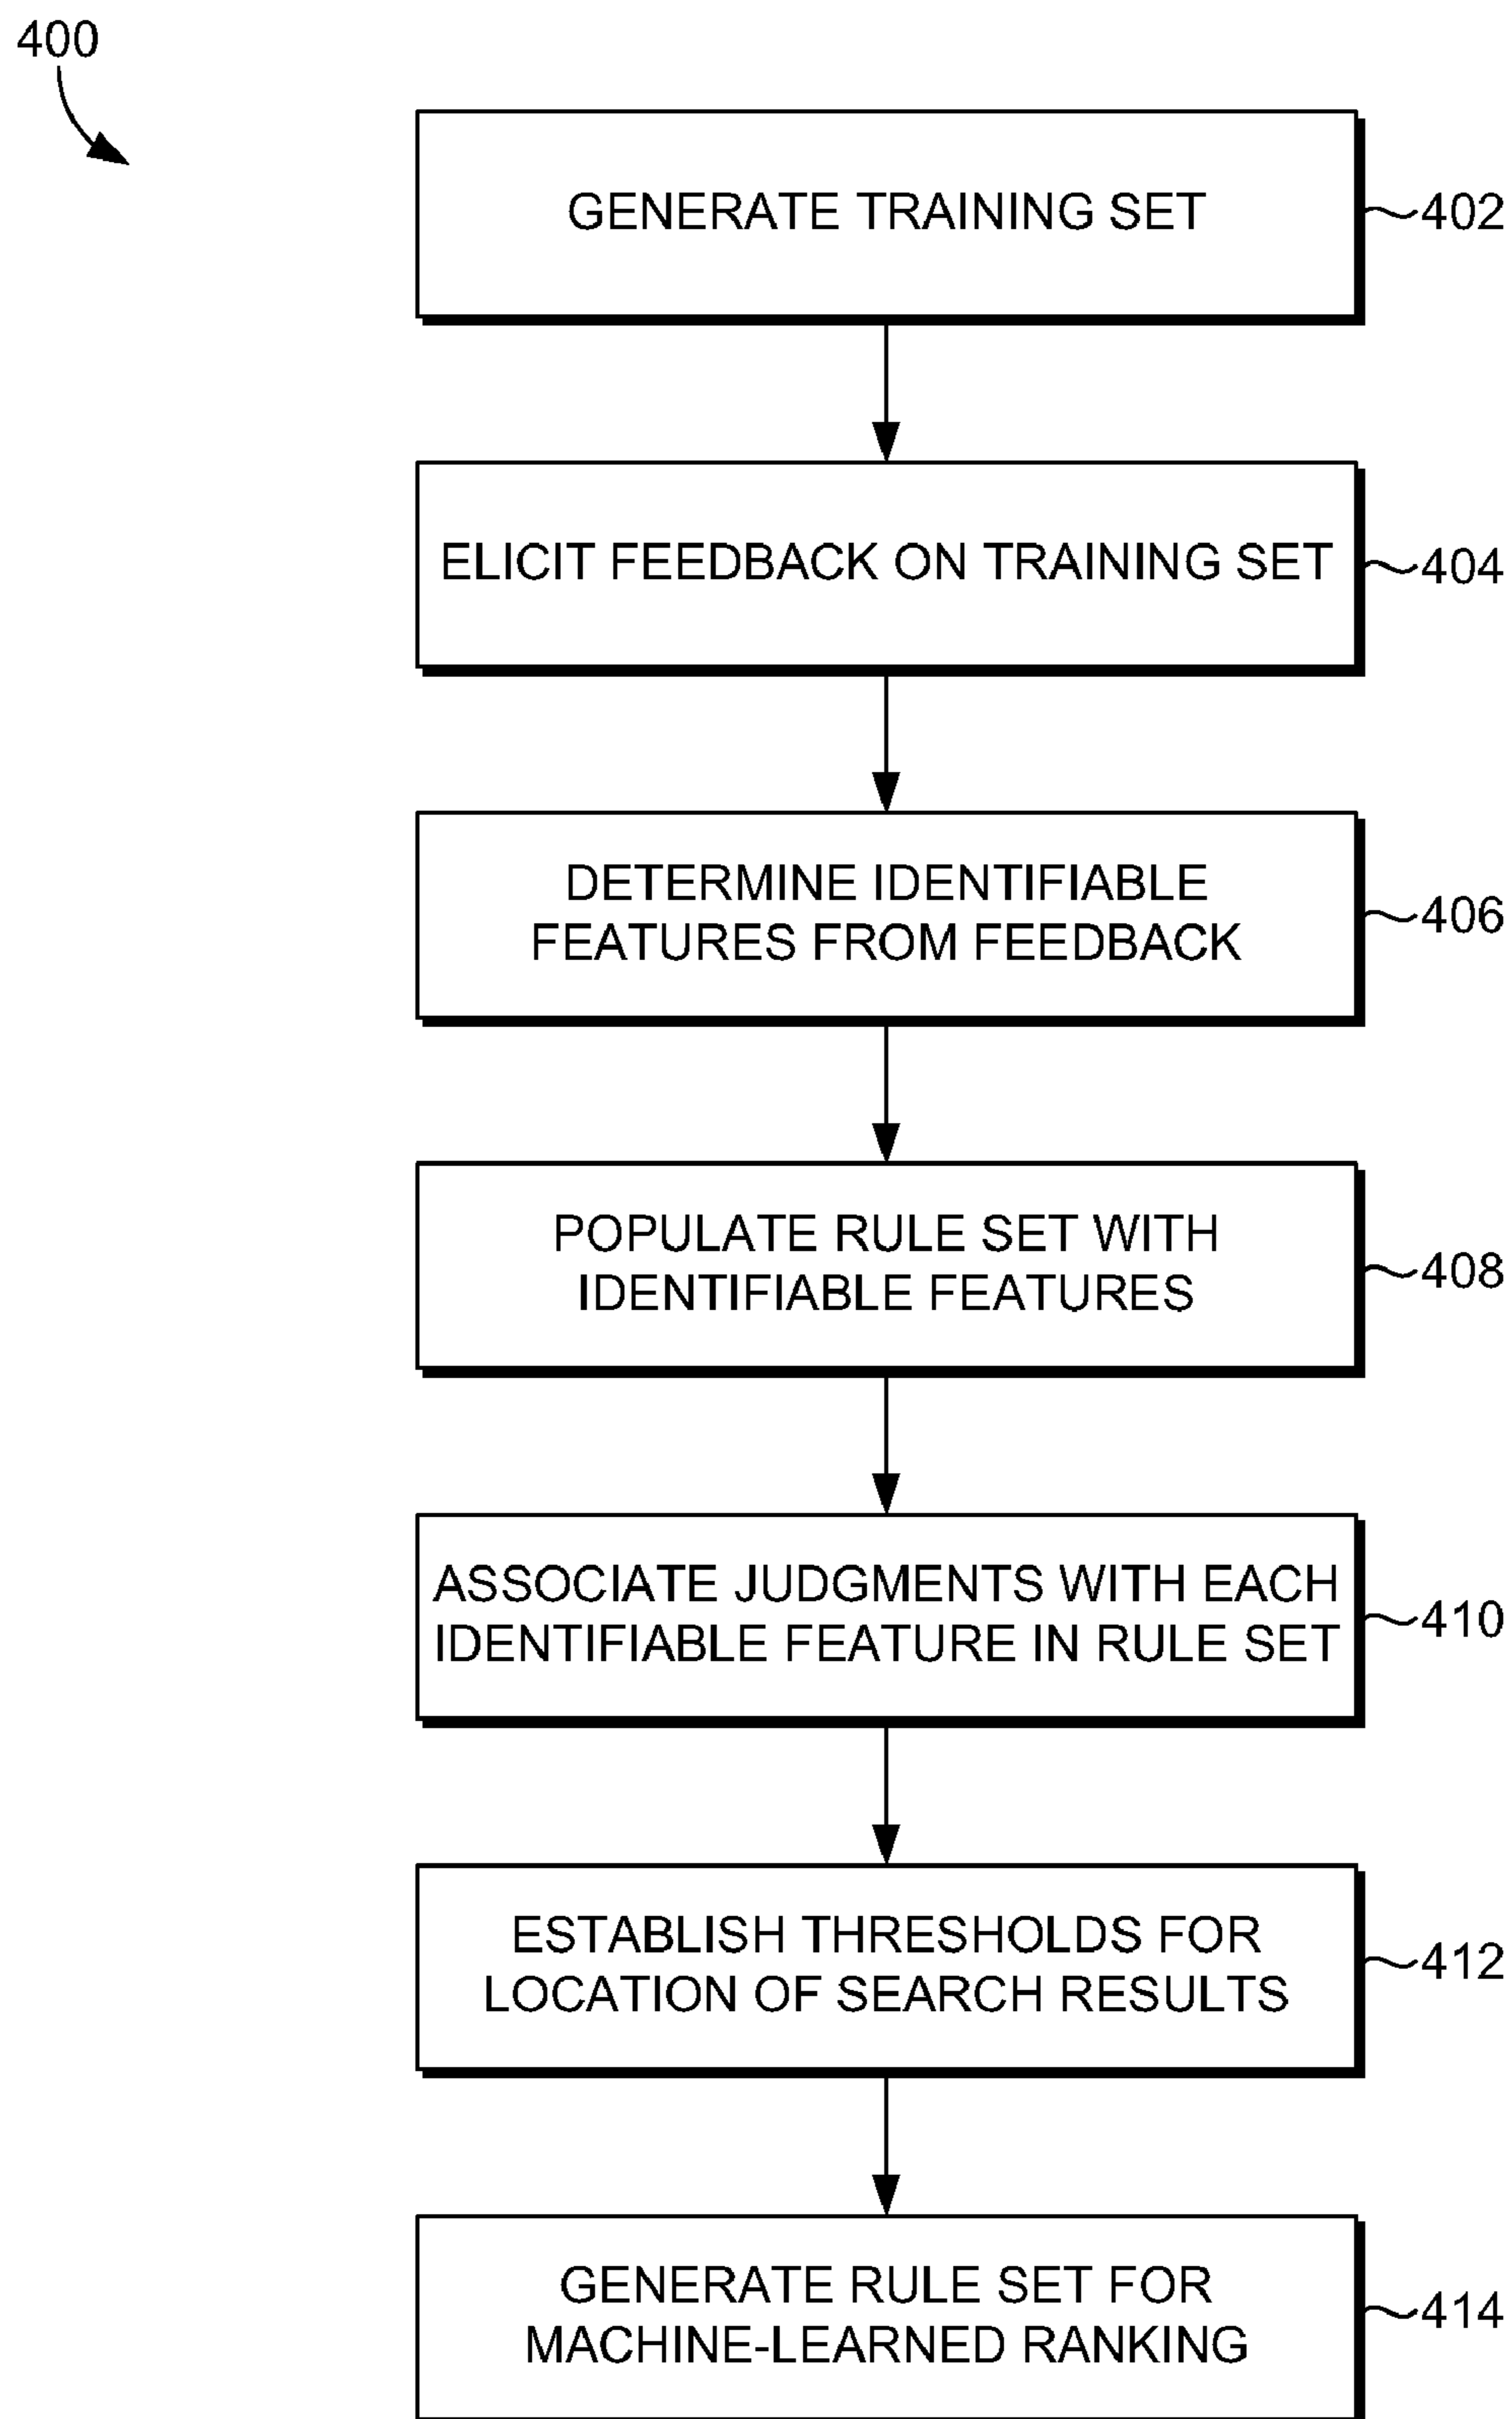 400
GENERATE TRAINING SET
402
ELICIT FEEDBACK ON TRAINING SET
404
DETERMINE IDENTIFIABLE
FEATURES FROM FEEDBACK
406
POPULATE RULE SET WITH
IDENTIFIABLE FEATURES
408
ASSOCIATE JUDGMENTS WITH EACH
IDENTIFIABLE FEATURE IN RULE SET
410
ESTABLISH THRESHOLDS FOR
LOCATION OF SEARCH RESULTS
412
GENERATE RULE SET FOR
MACHINE-LEARNED RANKING
414